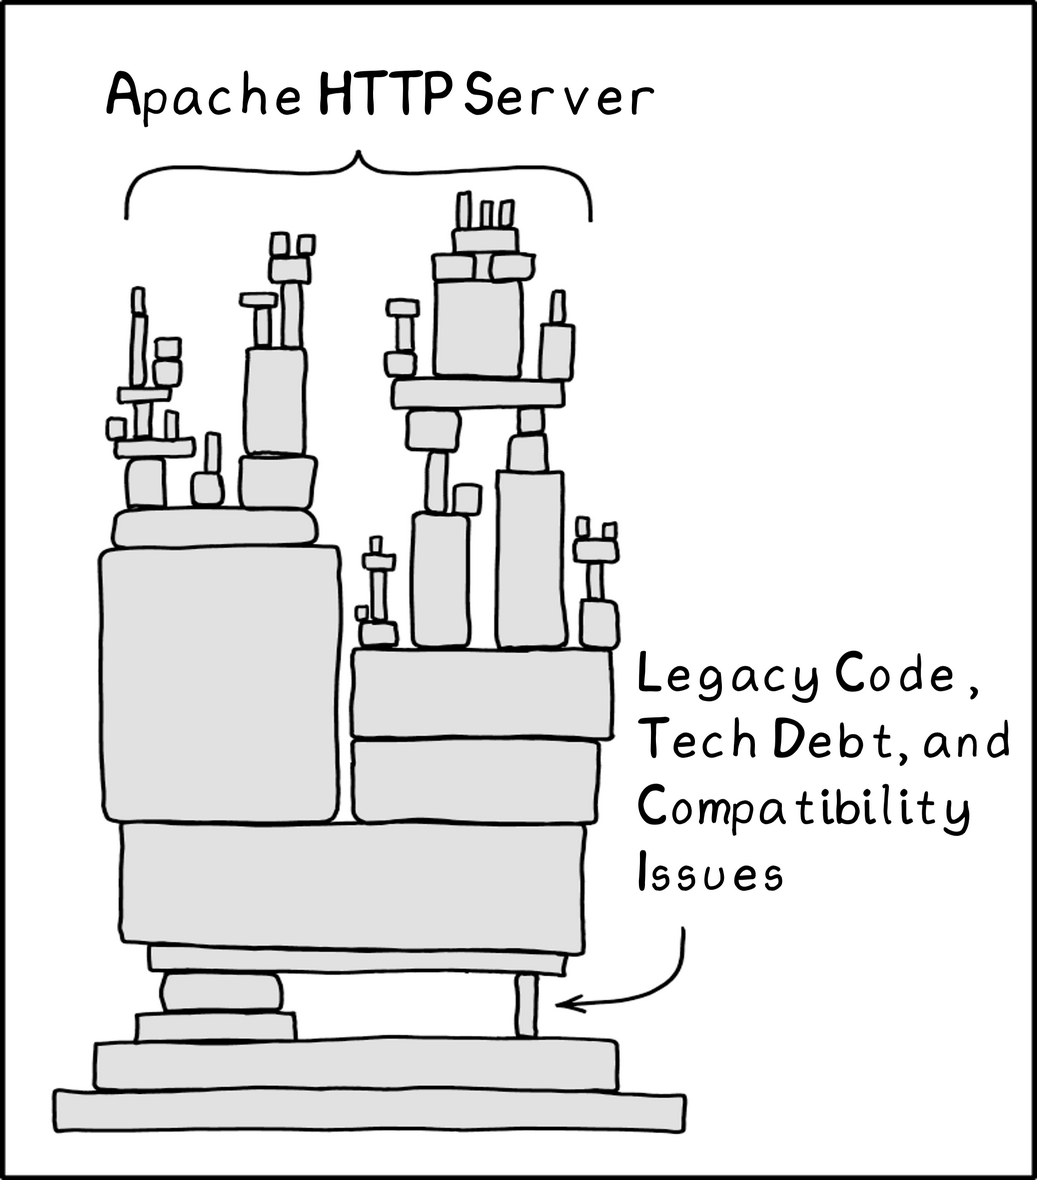 Apache HTTP Server
Legacy Code,
Tech Debt, and
Compatibility
Issues